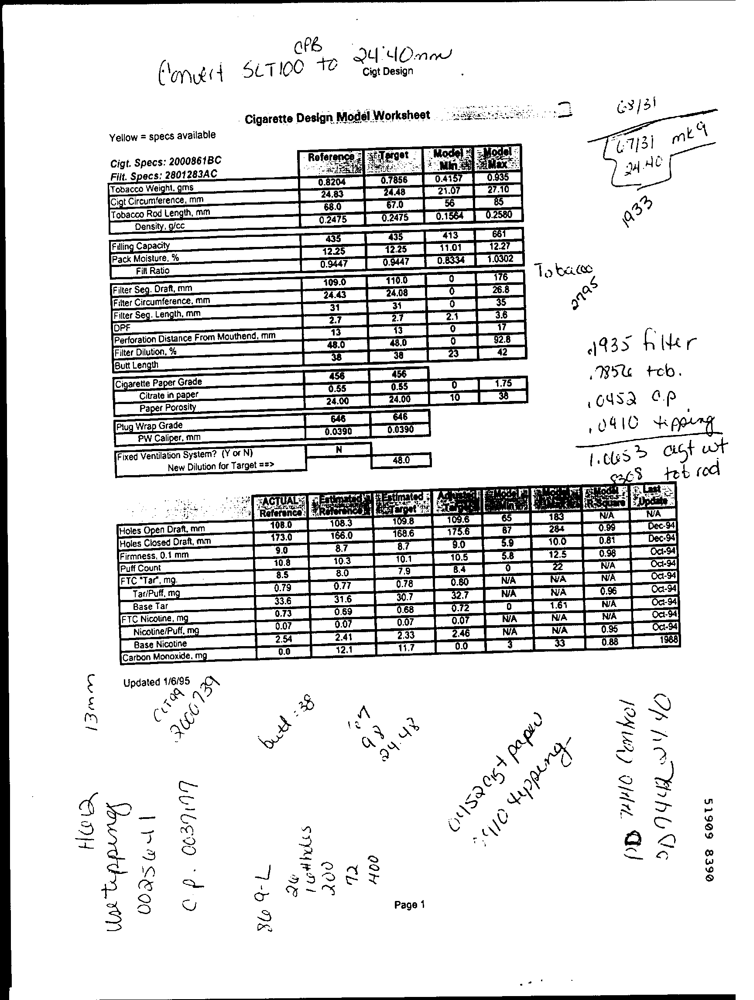 CPB
Convert SLT100 to 24.40mm
Cigt Design
Cigarette Design Model Worksheet
68/31
67/31 mk9
24.40
1933
Yellow = specs available
Cigt. Specs: 2000861BC
Filt. Specs: 2801283AC
Reference Target Model Min Model Max
Tobacco Weight, gms 0.8204 0.7856 0.4157 0.935
Cigt Circumference, mm 24.83 24.48 21.07 27.10
Tobacco Rod Length, mm 68.0 67.0 56 85
Density, g/cc 0.2475 0.2475 0.1564 0.2580
Filling Capacity 435 435 413 661
Pack Moisture, % 12.25 12.25 11.01 12.27
Fill Ratio 0.9447 0.9447 0.8334 1.0302
Filter Seg. Draft, mm 109.0 110.0 0 176
Filter Circumference, mm 24.43 24.08 0 26.8
Filter Seg. Length, mm 31 31 0 35
DPF 2.7 2.7 2.1 3.6
Perforation Distance From Mouthend, mm 13 13 0 17
Filter Dilution, % 48.0 48.0 0 92.8
Butt Length 38 38 23 42
Cigarette Paper Grade 456 456
Citrate in paper 0.55 0.55 0 1.75
Paper Porosity 24.00 24.00 10 38
Plug Wrap Grade 646 646
PW Caliper, mm 0.0390 0.0390
Fixed Ventilation System? (Y or N) N
New Dilution for Target ==> 48.0
Tobacco
2795
.1935 filter
.7856 tob.
.0452 c.p
.0410 tipping
1.0653 cigt wt
8308 tob rod
ACTUAL Reference Estimated Reference Estimated Target Adjusted Target Model Min Model Max Model R-Square Last Update
Holes Open Draft, mm 108.0 108.3 109.8 109.6 65 183 N/A N/A
Holes Closed Draft, mm 173.0 166.0 168.6 175.6 87 284 0.99 Dec-94
Firmness, 0.1 mm 9.0 8.7 8.7 9.0 5.9 10.0 0.81 Dec-94
Puff Count 10.8 10.3 10.1 10.5 5.8 12.5 0.98 Oct-94
FTC "Tar", mg. 8.5 8.0 7.9 8.4 0 22 N/A Oct-94
Tar/Puff, mg 0.79 0.77 0.78 0.80 N/A N/A N/A Oct-94
Base Tar 33.6 31.6 30.7 32.7 N/A N/A 0.96 Oct-94
FTC Nicotine, mg 0.73 0.69 0.68 0.72 0 1.61 N/A Oct-94
Nicotine/Puff, mg 0.07 0.07 0.07 0.07 N/A N/A N/A Oct-94
Base Nicotine 2.54 2.41 2.33 2.46 N/A N/A 0.95 Oct-94
Carbon Monoxide, mg 0.0 12.1 11.7 0.0 3 33 0.88 1988
Updated 1/6/95
13mm
2000739
butt = 38
98
24.48
0452 cigt paper
0410 tipping
PD 7410 Control
PD 7442 24.40
Use tipping
0025641
C.P. 003977
869-L
26
16 # holes
200
72
400
51909 8390
Page 1